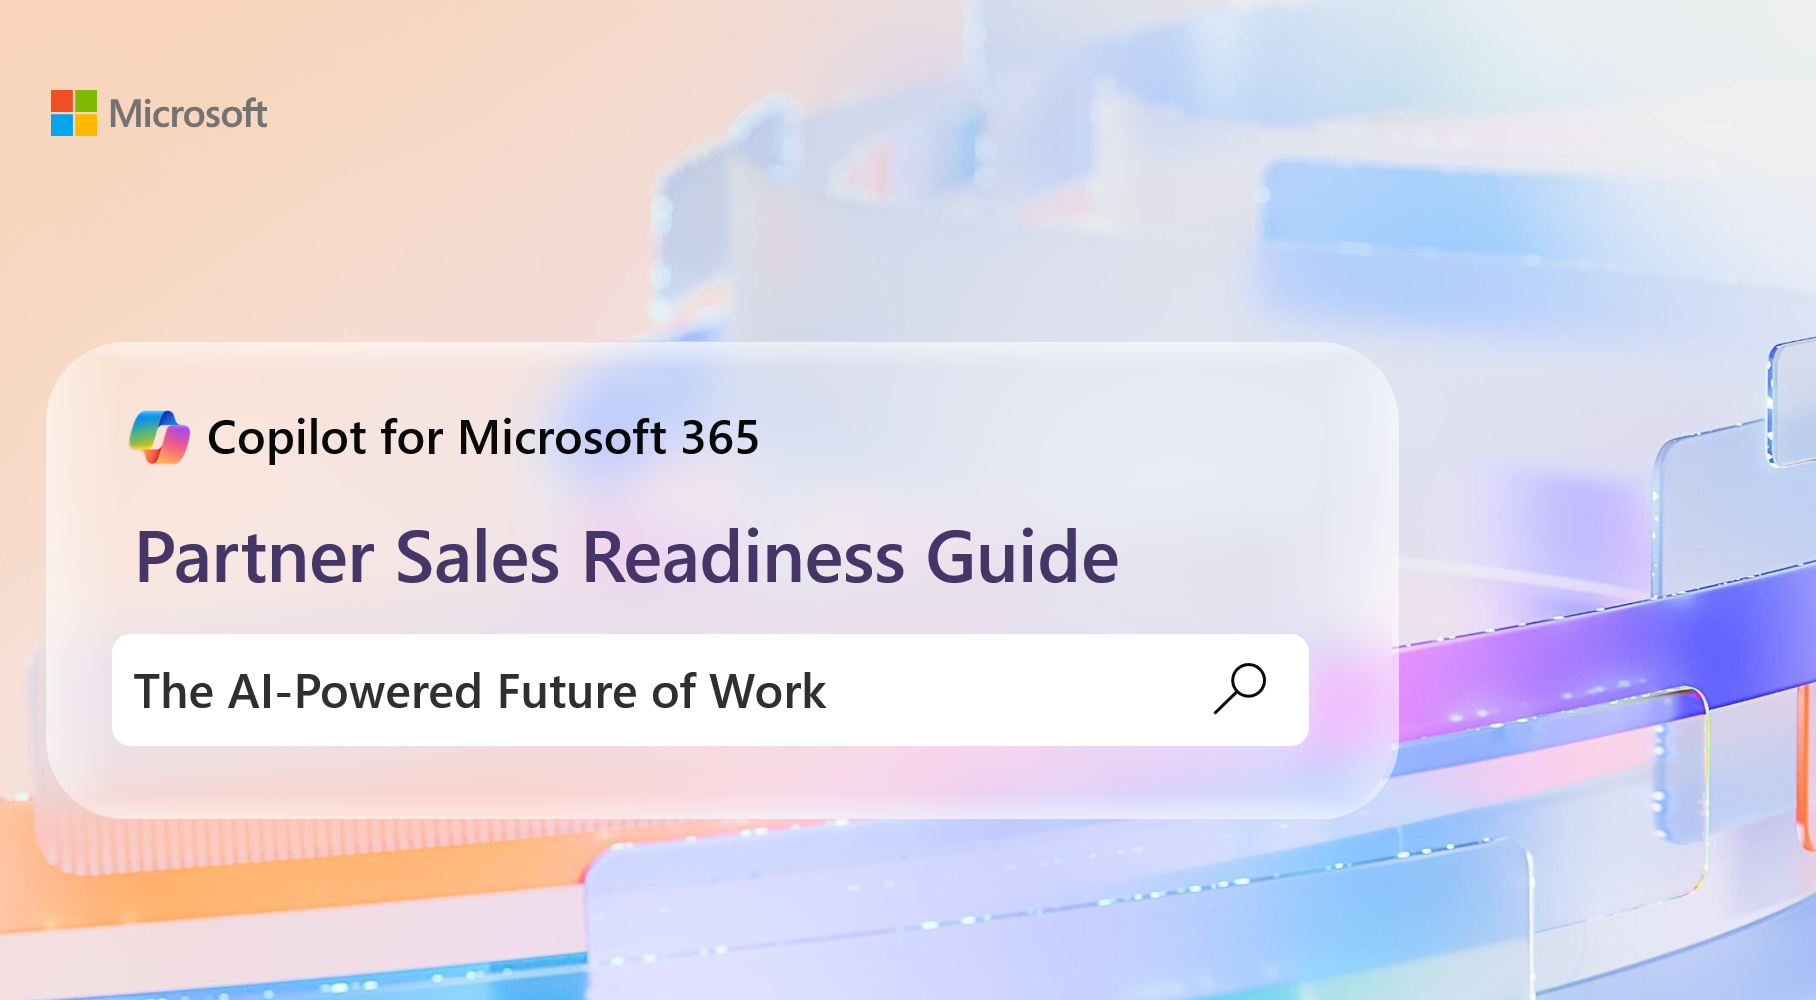 Microsoft
Copilot for Microsoft 365
Partner Sales Readiness Guide
The AI-Powered Future of Work